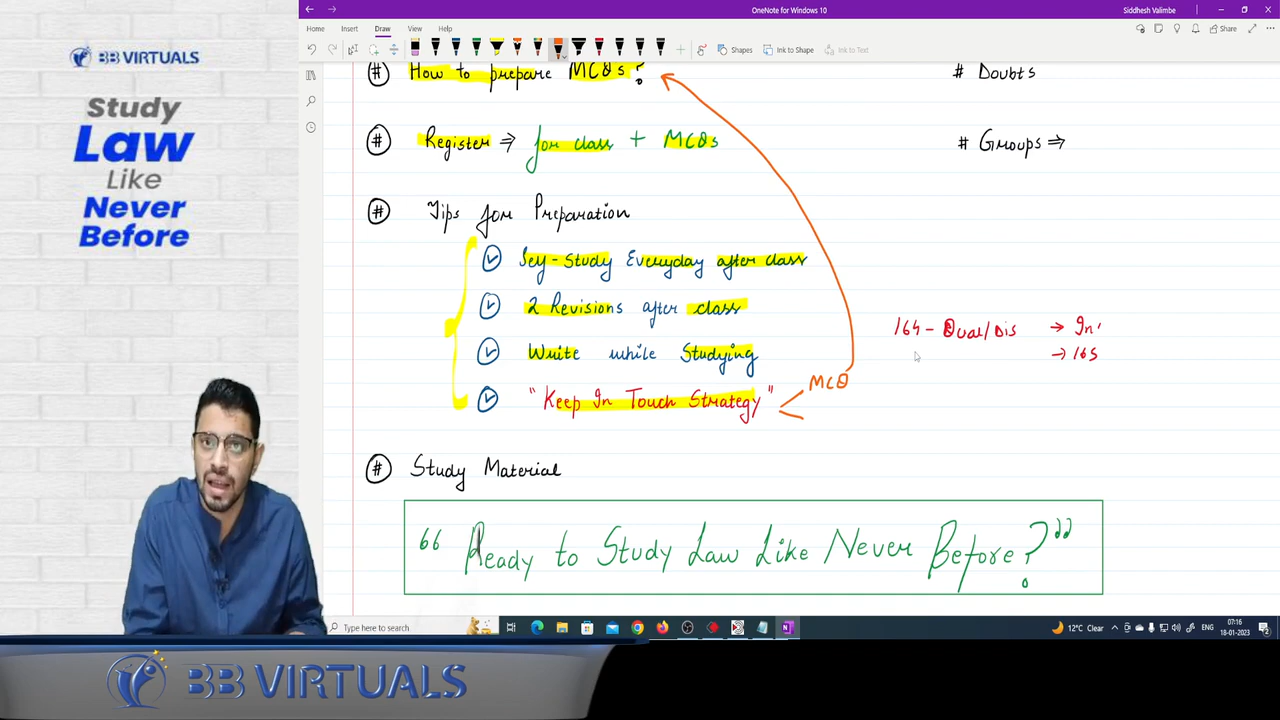 OneNote for Windows 10
Siddhesh Valimbe
Home Insert Draw View Help
Share
Shapes Ink to Shape Ink to Text
BB VIRTUALS
Study
Law
Like
Never
Before
# How to prepare MCQs?
# Doubts
# Register ⇒ for class + MCQs
# Groups ⇒
# Tips for Preparation
Self-Study Everyday after class
2 Revisions after class
164 - Dual/Dis → In'
Write while Studying
→ 165
"Keep In Touch Strategy"
MCQ
# Study Material
"Ready to Study Law Like Never Before?"
Type here to search
12°C Clear
ENG
07:16
18-01-2023
BB VIRTUALS